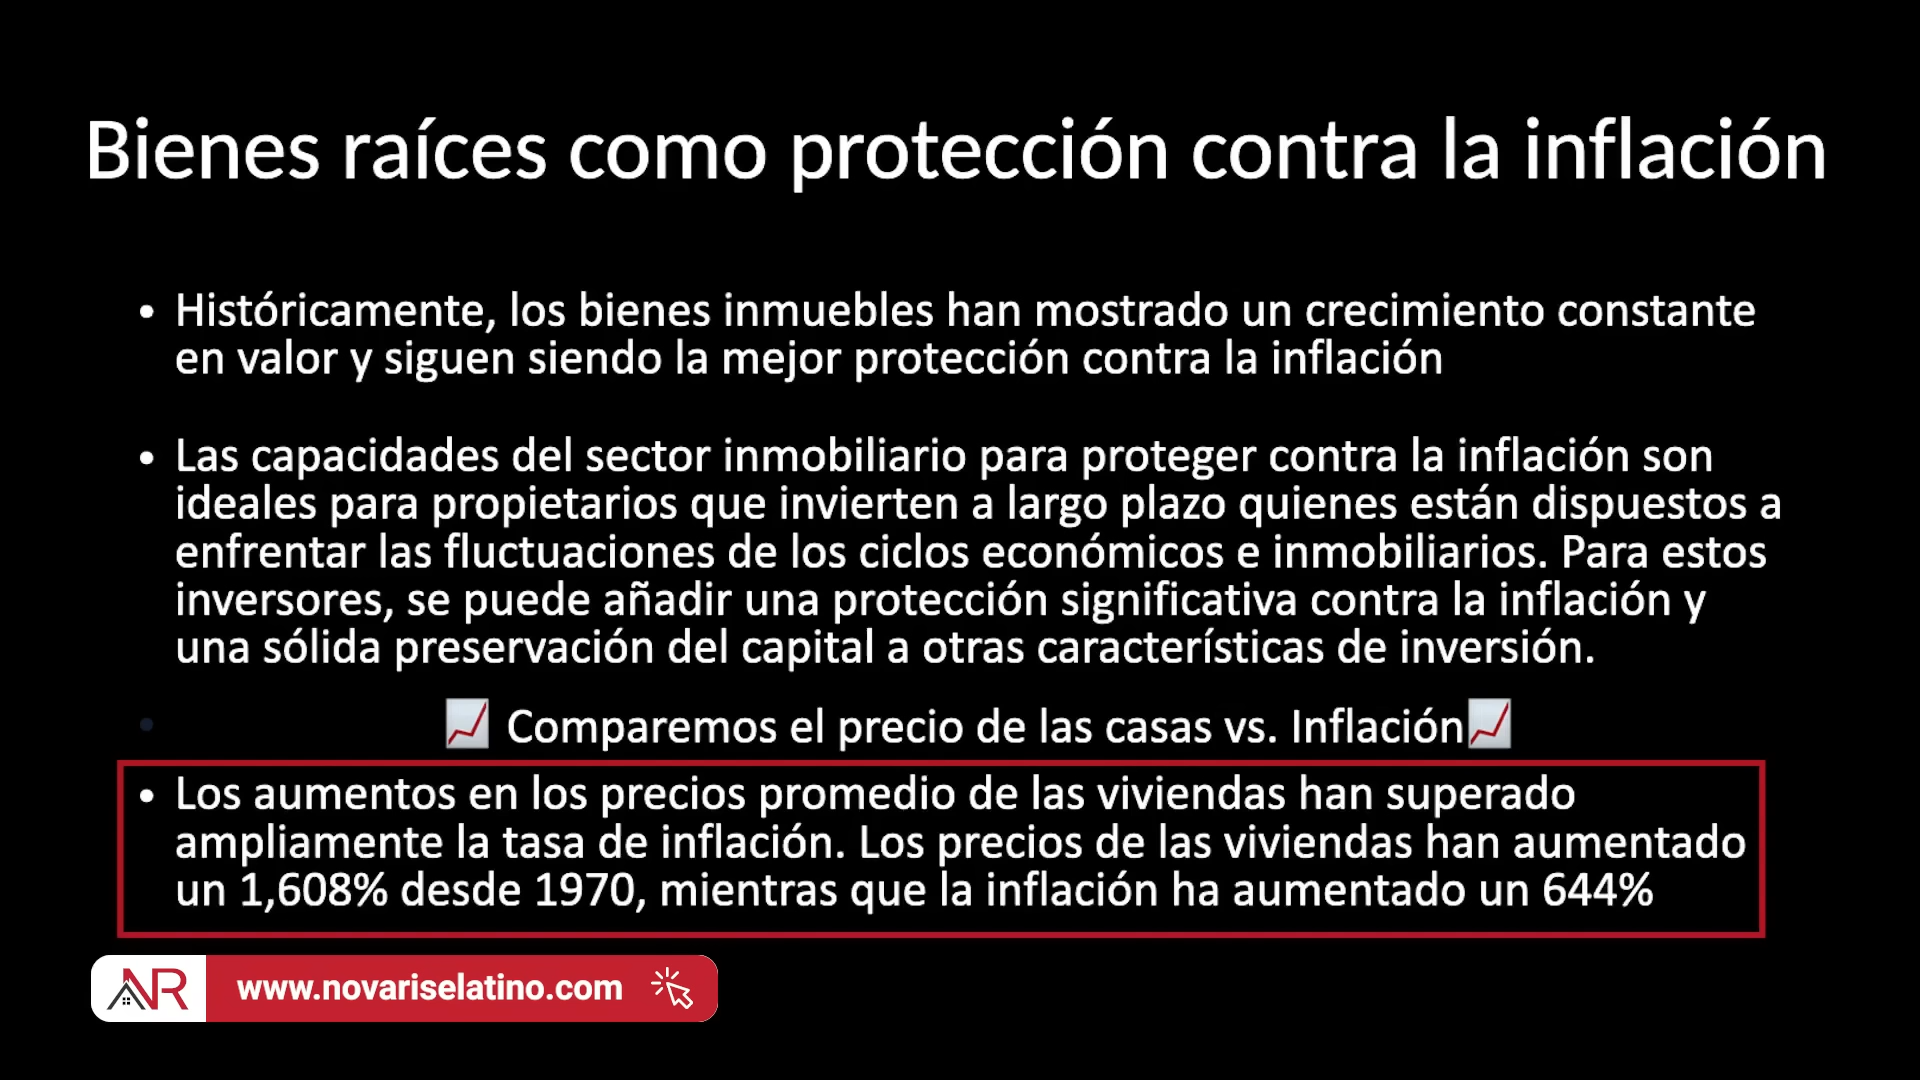 Bienes raíces como protección contra la inflación
• Históricamente, los bienes inmuebles han mostrado un crecimiento constante
en valor y siguen siendo la mejor protección contra la inflación
• Las capacidades del sector inmobiliario para proteger contra la inflación son
ideales para propietarios que invierten a largo plazo quienes están dispuestos a
enfrentar las fluctuaciones de los ciclos económicos e inmobiliarios. Para estos
inversores, se puede añadir una protección significativa contra la inflación y
una sólida preservación del capital a otras características de inversión.
• 📈 Comparemos el precio de las casas vs. Inflación📈
• Los aumentos en los precios promedio de las viviendas han superado
ampliamente la tasa de inflación. Los precios de las viviendas han aumentado
un 1,608% desde 1970, mientras que la inflación ha aumentado un 644%
NR www.novariselatino.com